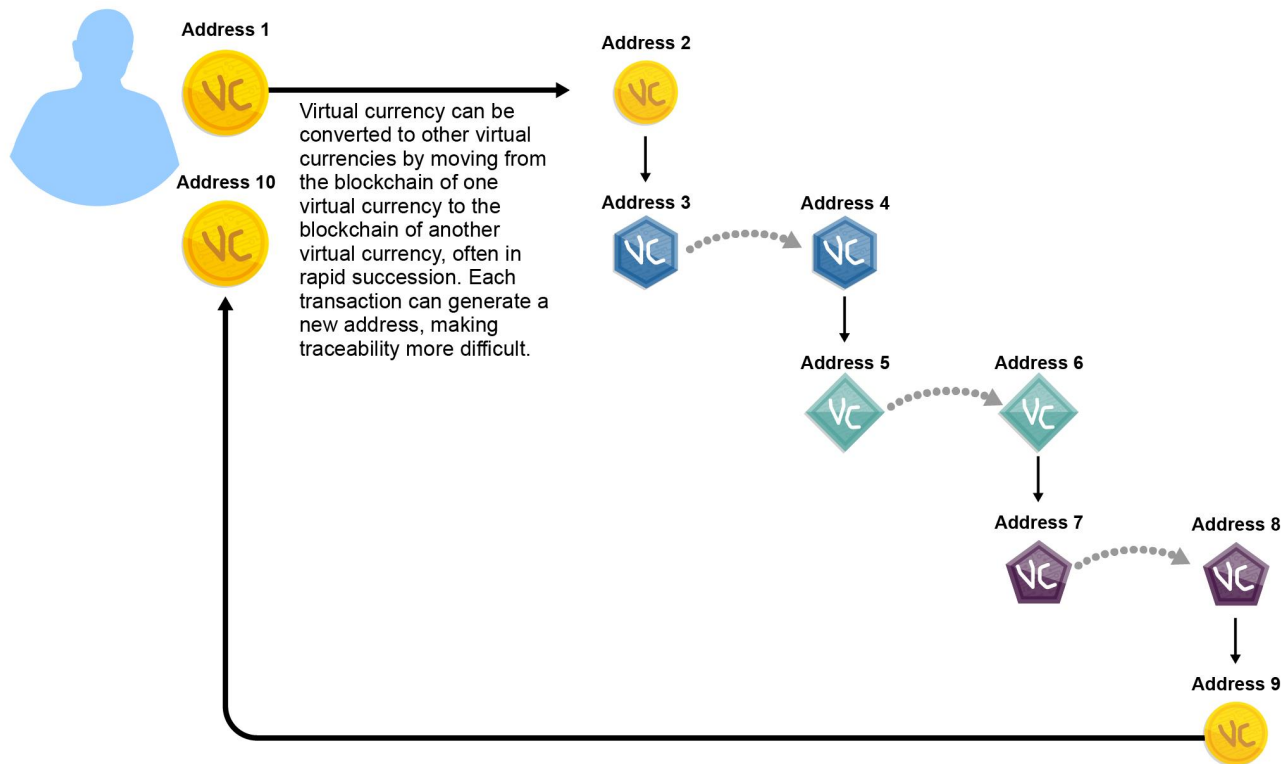 Address 1
VC
Address 2
VC
Virtual currency can be
converted to other virtual
currencies by moving from
the blockchain of one
virtual currency to the
blockchain of another
virtual currency, often in
rapid succession. Each
transaction can generate a
new address, making
traceability more difficult.
Address 10
VC
Address 3
VC
Address 4
VC
Address 5
VC
Address 6
VC
Address 7
VC
Address 8
VC
Address 9
VC